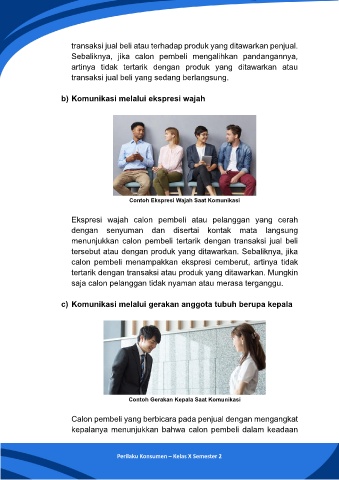 transaksi jual beli atau terhadap produk yang ditawarkan penjual.
Sebaliknya, jika calon pembeli mengalihkan pandangannya,
artinya tidak tertarik dengan produk yang ditawarkan atau
transaksi jual beli yang sedang berlangsung.
b) Komunikasi melalui ekspresi wajah
Contoh Ekspresi Wajah Saat Komunikasi
Ekspresi wajah calon pembeli atau pelanggan yang cerah
dengan senyuman dan disertai kontak mata langsung
menunjukkan calon pembeli tertarik dengan transaksi jual beli
tersebut atau dengan produk yang ditawarkan. Sebaliknya, jika
calon pembeli menampakkan ekspresi cemberut, artinya tidak
tertarik dengan transaksi atau produk yang ditawarkan. Mungkin
saja calon pelanggan tidak nyaman atau merasa terganggu.
c) Komunikasi melalui gerakan anggota tubuh berupa kepala
Contoh Gerakan Kepala Saat Komunikasi
Calon pembeli yang berbicara pada penjual dengan mengangkat
kepalanya menunjukkan bahwa calon pembeli dalam keadaan
Perilaku Konsumen – Kelas X Semester 2